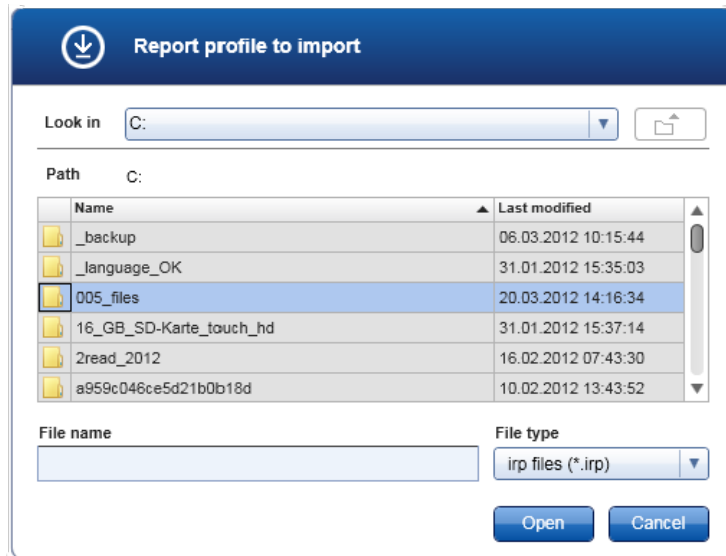 Report profile to import
Look in C:
Path C:
Name Last modified
_backup 06.03.2012 10:15:44
_language_OK 31.01.2012 15:35:03
005_files 20.03.2012 14:16:34
16_GB_SD-Karte_touch_hd 31.01.2012 15:37:14
2read_2012 16.02.2012 07:43:30
a959c046ce5d21b0b18d 10.02.2012 13:43:52
File name File type
irp files (*.irp)
Open Cancel